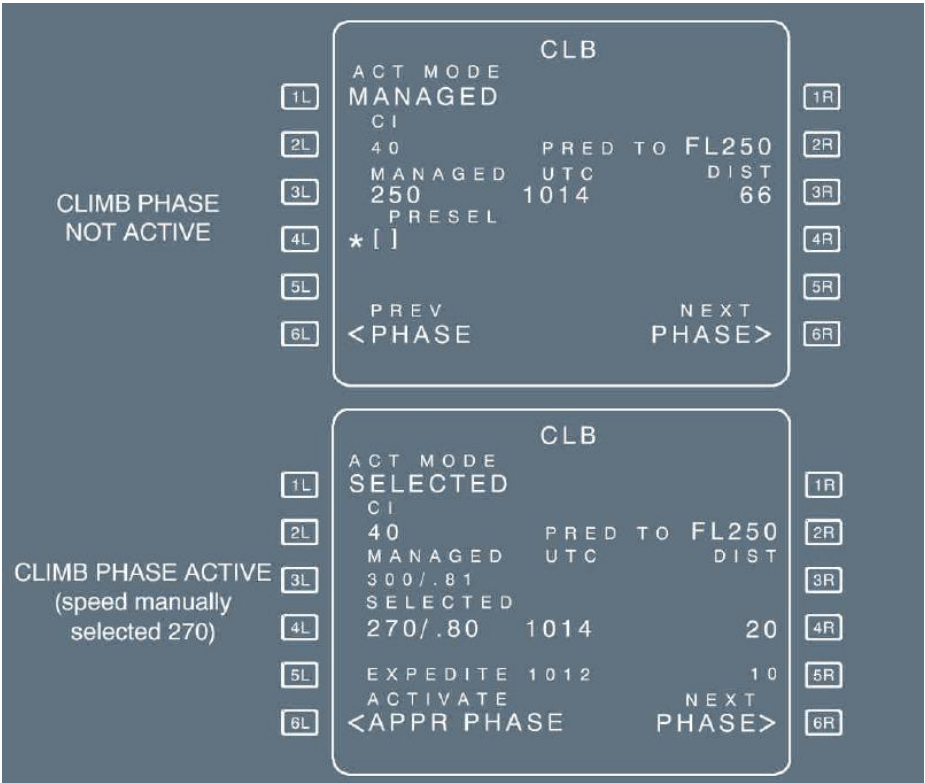 CLB
ACT MODE
1L MANAGED 1R
CI
2L 40 PRED TO FL250 2R
MANAGED UTC DIST
3L 250 1014 66 3R
CLIMB PHASE
NOT ACTIVE
PRESEL
4L *[ ] 4R
5L 5R
PREV NEXT
6L <PHASE PHASE> 6R
CLB
ACT MODE
1L SELECTED 1R
CI
2L 40 PRED TO FL250 2R
MANAGED UTC DIST
CLIMB PHASE ACTIVE
(speed manually
selected 270)
3L 300/.81 3R
SELECTED
4L 270/.80 1014 20 4R
5L EXPEDITE 1012 10 5R
ACTIVATE NEXT
6L <APPR PHASE PHASE> 6R